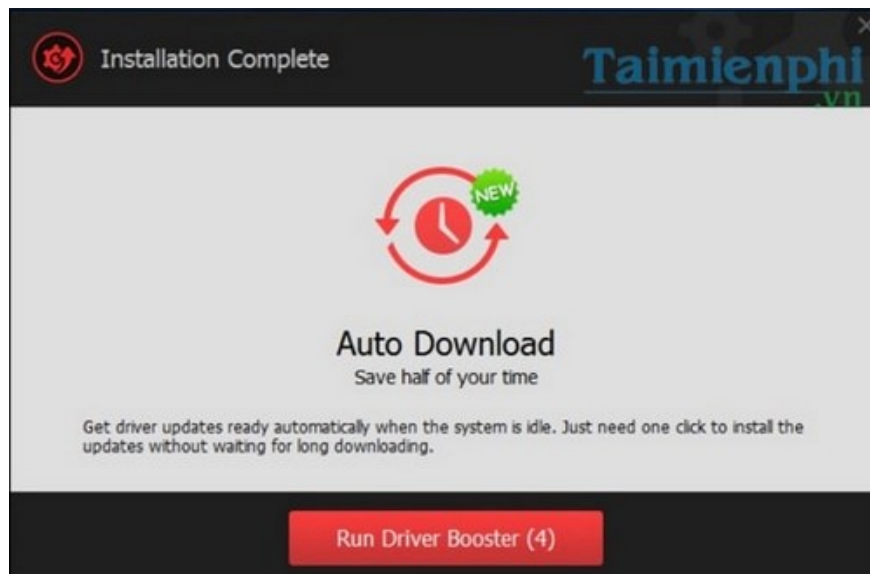 Installation Complete
Taimienphi
.vn
NEW
Auto Download
Save half of your time
Get driver updates ready automatically when the system is idle. Just need one click to install the
updates without waiting for long downloading.
Run Driver Booster (4)